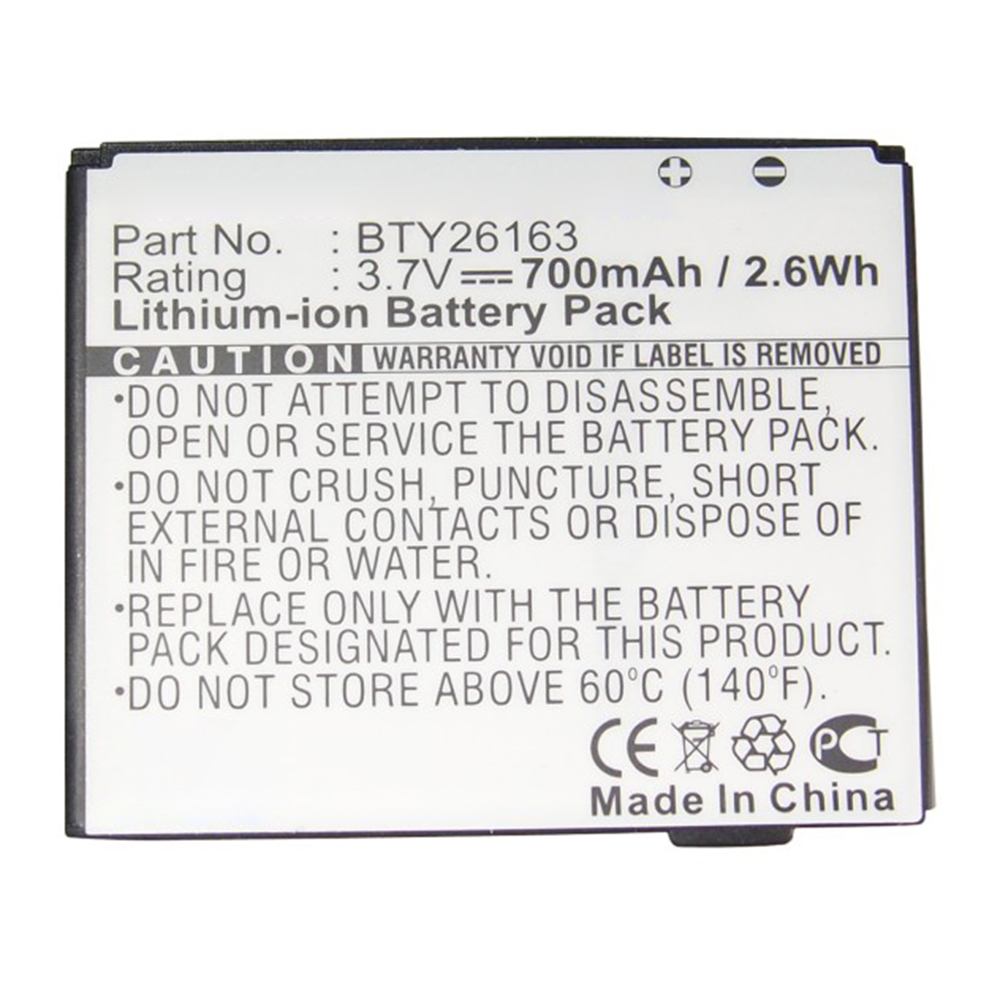 + −
Part No. : BTY26163
Rating : 3.7V⎓700mAh / 2.6Wh
Lithium-ion Battery Pack
CAUTION WARRANTY VOID IF LABEL IS REMOVED
•DO NOT ATTEMPT TO DISASSEMBLE,
OPEN OR SERVICE THE BATTERY PACK.
•DO NOT CRUSH, PUNCTURE, SHORT
EXTERNAL CONTACTS OR DISPOSE OF
IN FIRE OR WATER.
•REPLACE ONLY WITH THE BATTERY
PACK DESIGNATED FOR THIS PRODUCT.
•DO NOT STORE ABOVE 60°C (140°F).
CE PCT
Made In China